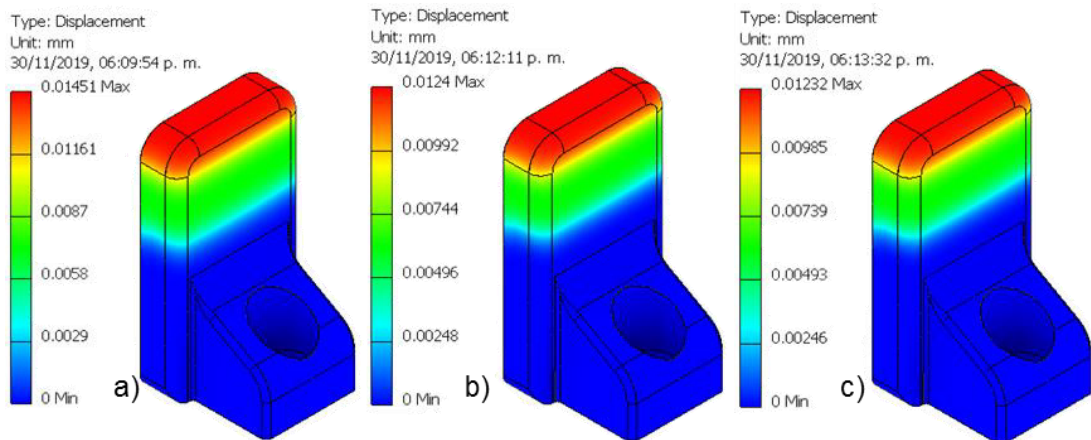 Type: Displacement
Unit: mm
30/11/2019, 06:09:54 p. m.
0.01451 Max
0.01161
0.0087
0.0058
0.0029
0 Min
a)
Type: Displacement
Unit: mm
30/11/2019, 06:12:11 p. m.
0.0124 Max
0.00992
0.00744
0.00496
0.00248
0 Min
b)
Type: Displacement
Unit: mm
30/11/2019, 06:13:32 p. m.
0.01232 Max
0.00985
0.00739
0.00493
0.00246
0 Min
c)